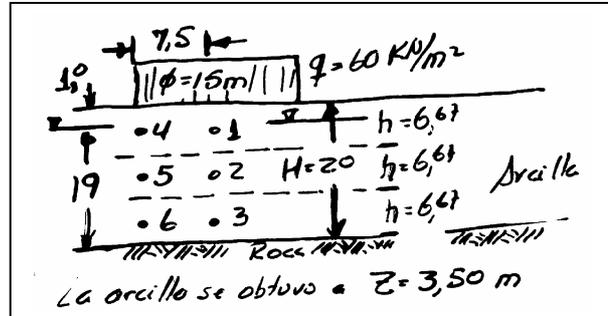 7,5
φ=15m q=60 KN/m²
1,0
•4 •1 h=6,67
19 •5 •2 H=20 h=6,67 Arcilla
•6 •3 h=6,67
Roca
La arcilla se obtuvo a Z=3,50 m